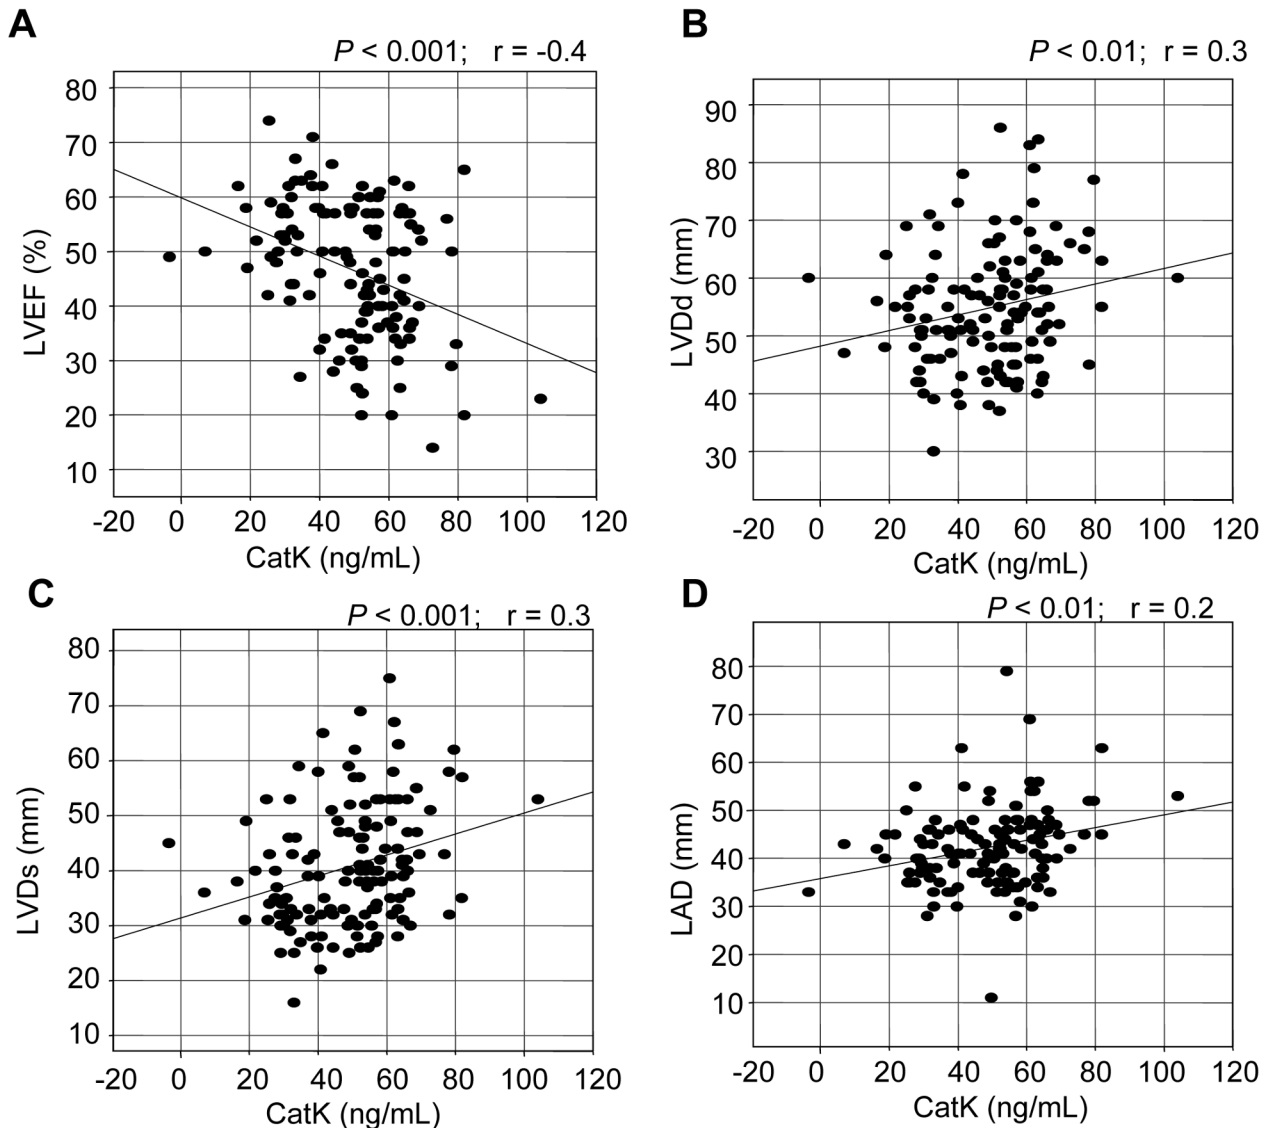 A
P < 0.001; r = -0.4
80
70
60
50
40
30
20
10
LVEF (%)
-20 0 20 40 60 80 100 120
CatK (ng/mL)
B
P < 0.01; r = 0.3
90
80
70
60
50
40
30
LVDd (mm)
-20 0 20 40 60 80 100 120
CatK (ng/mL)
C
P < 0.001; r = 0.3
80
70
60
50
40
30
20
10
LVDs (mm)
-20 0 20 40 60 80 100 120
CatK (ng/mL)
D
P < 0.01; r = 0.2
80
70
60
50
40
30
20
10
LAD (mm)
-20 0 20 40 60 80 100 120
CatK (ng/mL)